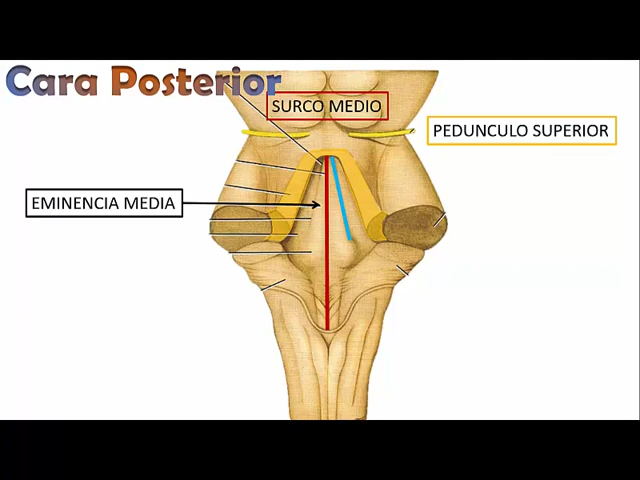 Cara Posterior
SURCO MEDIO
PEDUNCULO SUPERIOR
EMINENCIA MEDIA